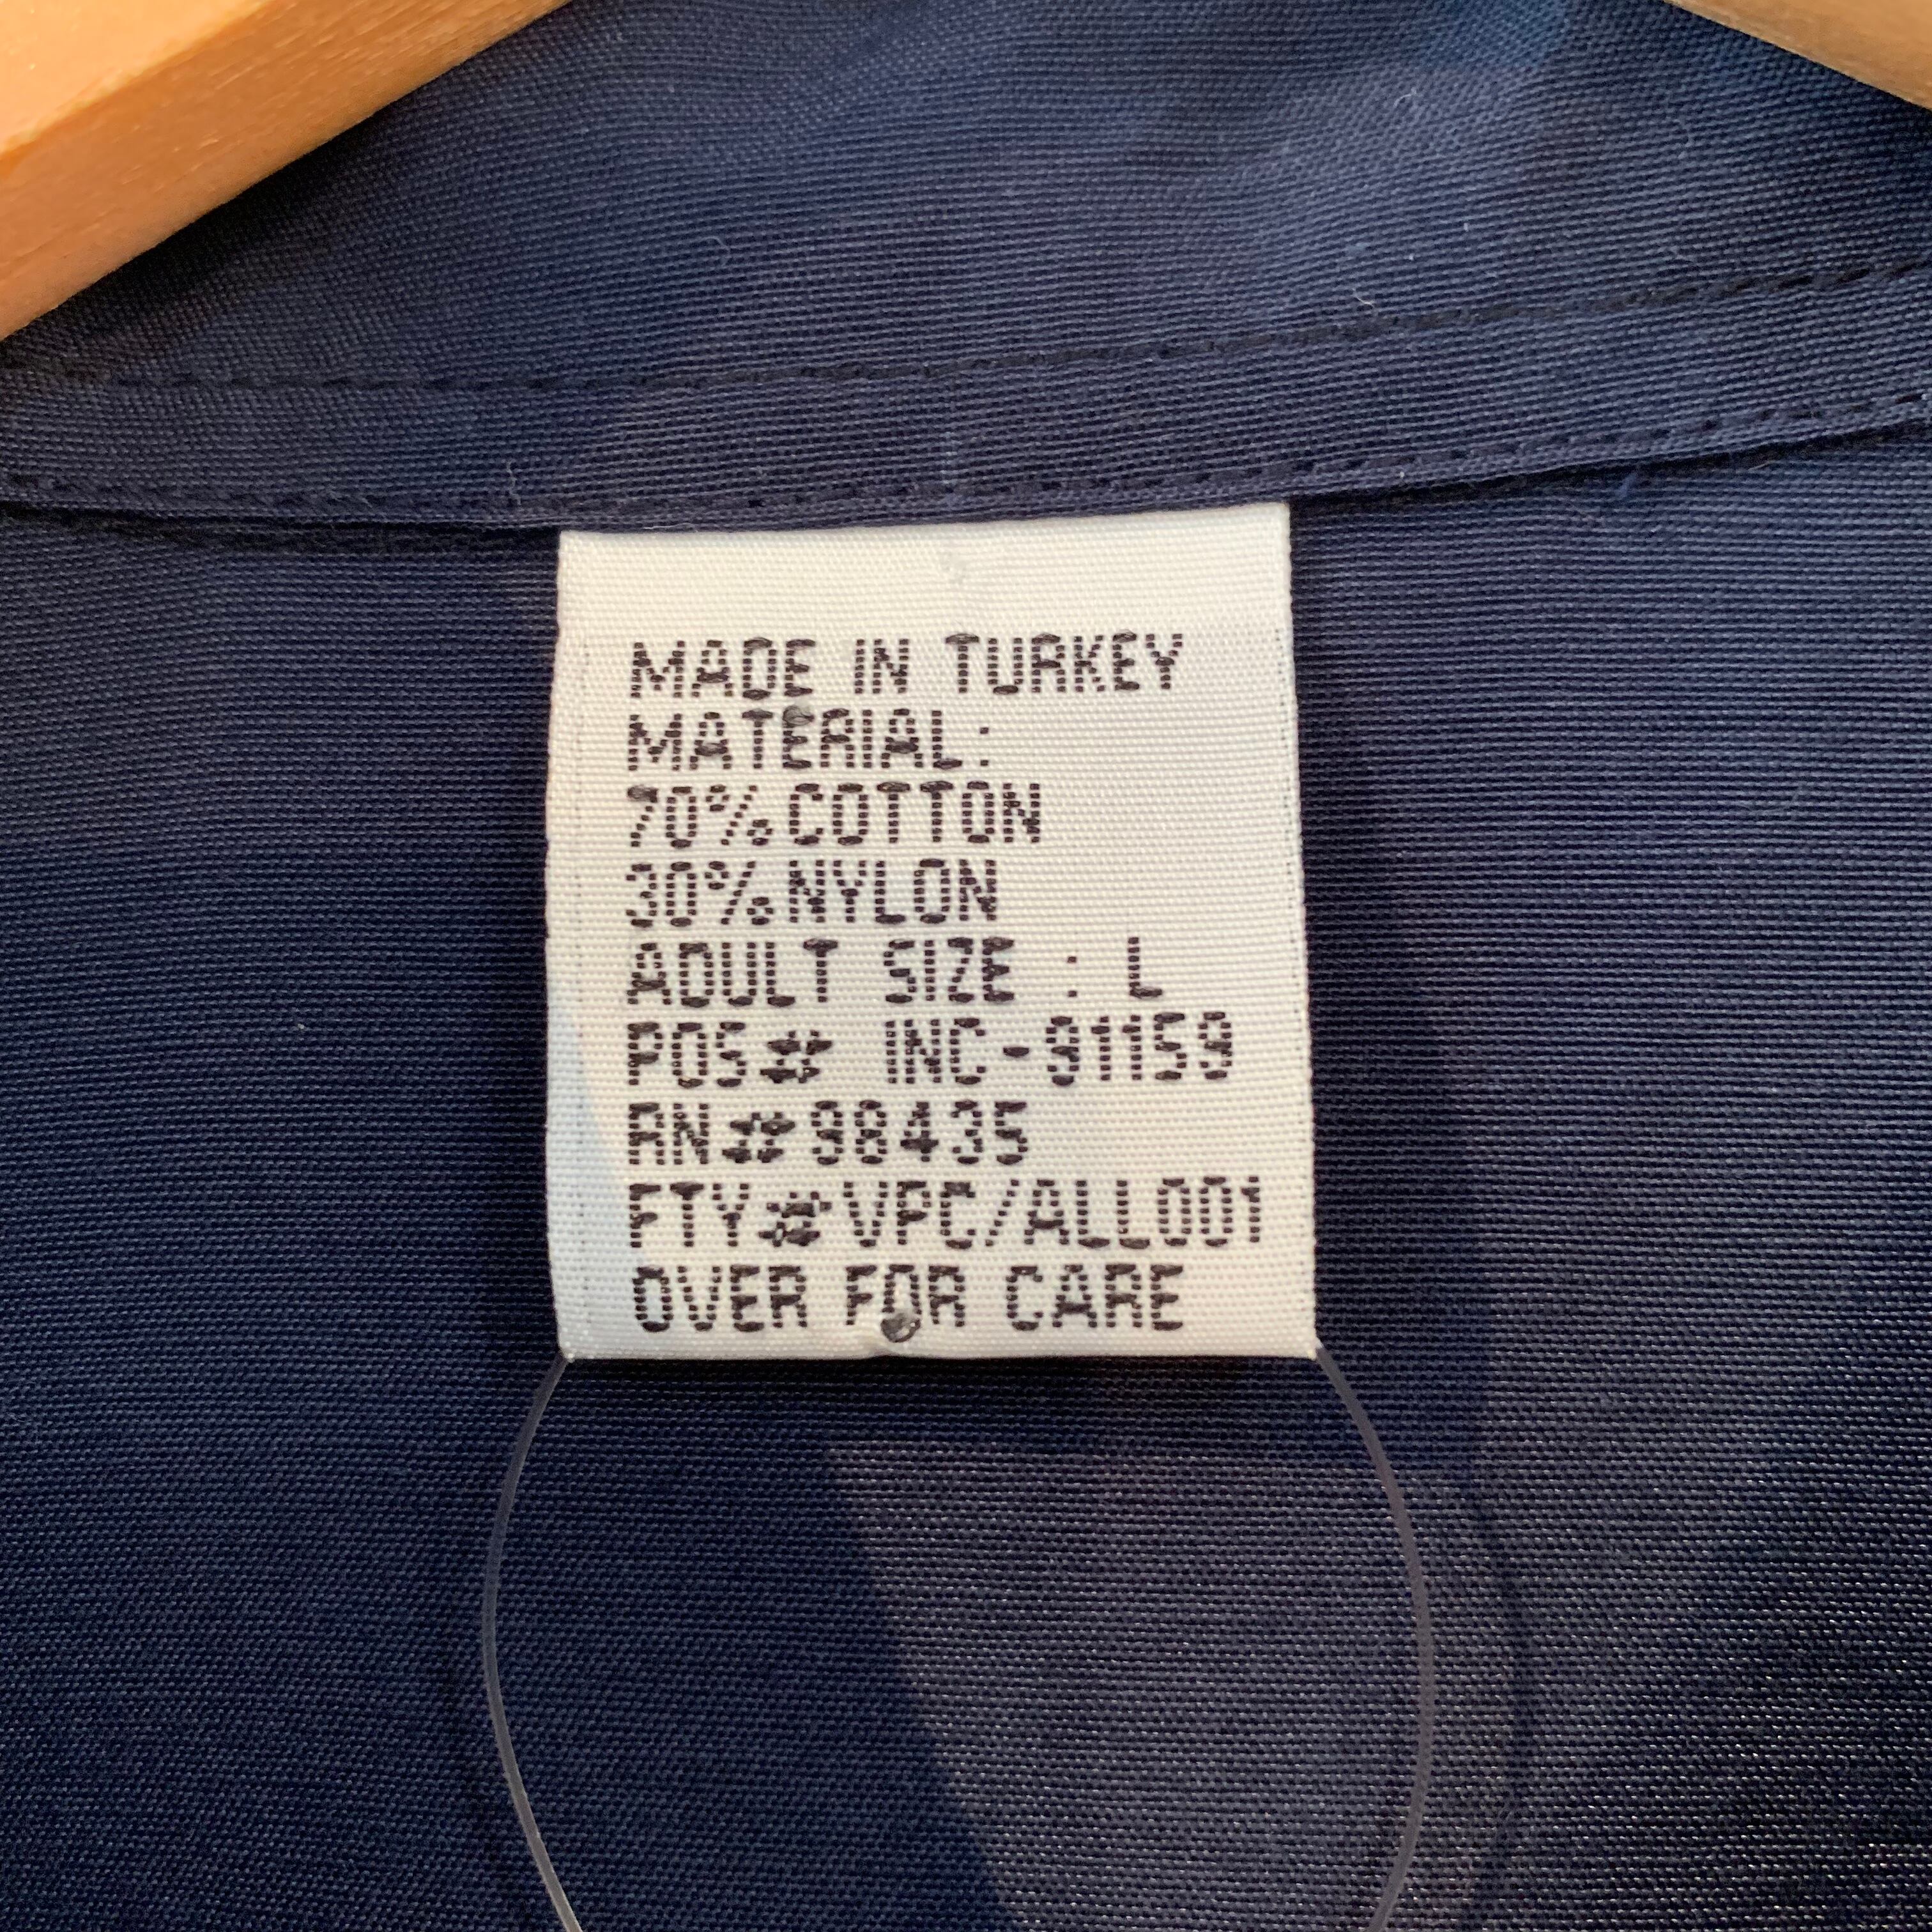 MADE IN TURKEY
MATERIAL:
70%COTTON
30%NYLON
ADULT SIZE : L
POS# INC-91159
RN#98435
FTY#VPC/ALL001
OVER FOR CARE